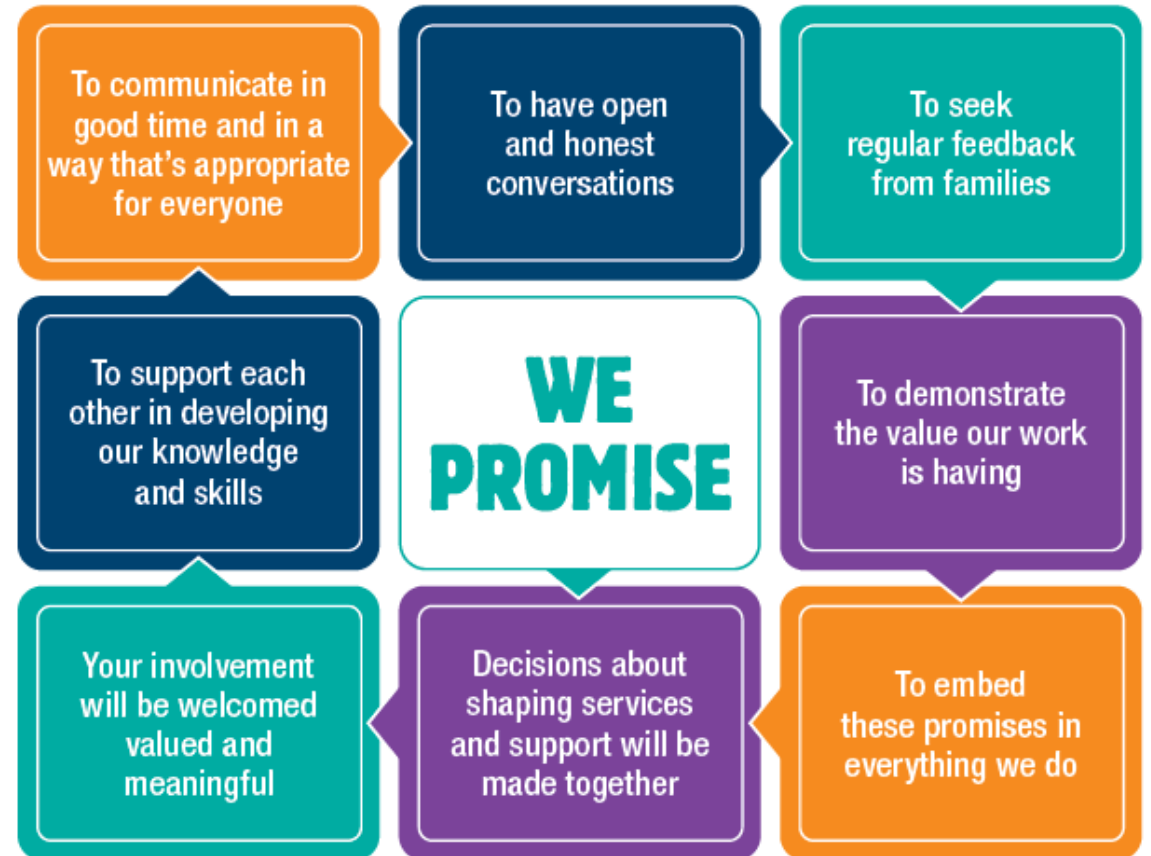 To communicate in
good time and in a
way that's appropriate
for everyone
To have open
and honest
conversations
To seek
regular feedback
from families
To support each
other in developing
our knowledge
and skills
WE
PROMISE
To demonstrate
the value our work
is having
Your involvement
will be welcomed
valued and
meaningful
Decisions about
shaping services
and support will be
made together
To embed
these promises in
everything we do